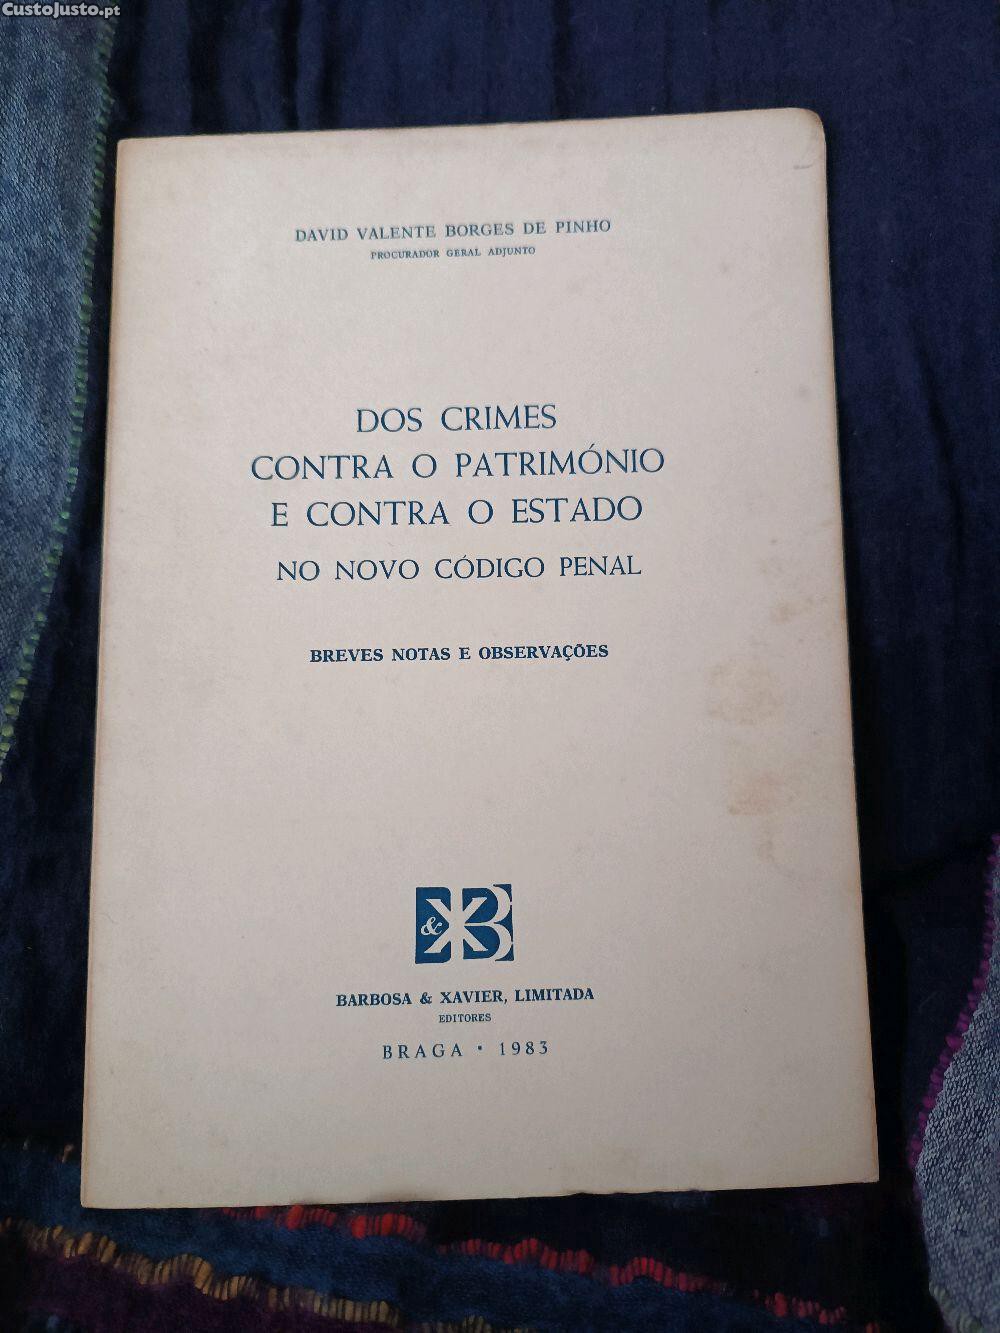 CustoJusto.pt
DAVID VALENTE BORGES DE PINHO
PROCURADOR GERAL ADJUNTO
DOS CRIMES
CONTRA O PATRIMÓNIO
E CONTRA O ESTADO
NO NOVO CÓDIGO PENAL
BREVES NOTAS E OBSERVAÇÕES
B&X
BARBOSA & XAVIER, LIMITADA
EDITORES
BRAGA • 1983